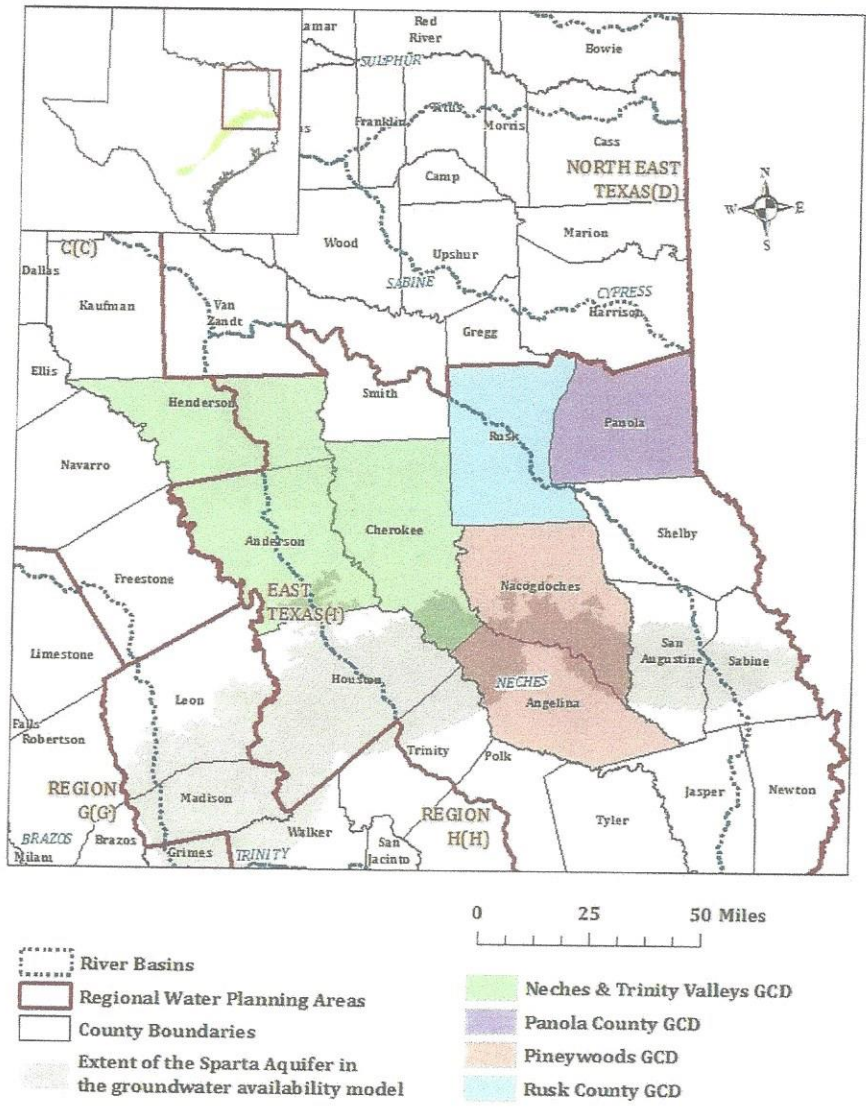 Red
River
Bowie
SULPHUR
Franklin
Titus
Morris
Cass
NORTH EAST
TEXAS(D)
Camp
N
W
E
S
Marion
Wood
Upshur
C(C)
Dallas
SABINE
CYPRESS
Harrison
Kaufman
Van
Zandt
Gregg
Ellis
Smith
Henderson
Rusk
Panola
Navarro
Cherokee
Shelby
Anderson
Freestone
Nacogdoches
EAST
TEXAS(I)
Limestone
San
Augustine
Sabine
Houston
NECHES
Leon
Angelina
Falls
Robertson
Trinity
Polk
Madison
Jasper
Newton
REGION
G(G)
REGION
H(H)
Tyler
Walker
BRAZOS
Brazos
San
Jacinto
Milam
Grimes
TRINITY
0 25 50 Miles
River Basins
Regional Water Planning Areas
County Boundaries
Extent of the Sparta Aquifer in
the groundwater availability model
Neches & Trinity Valleys GCD
Panola County GCD
Pineywoods GCD
Rusk County GCD